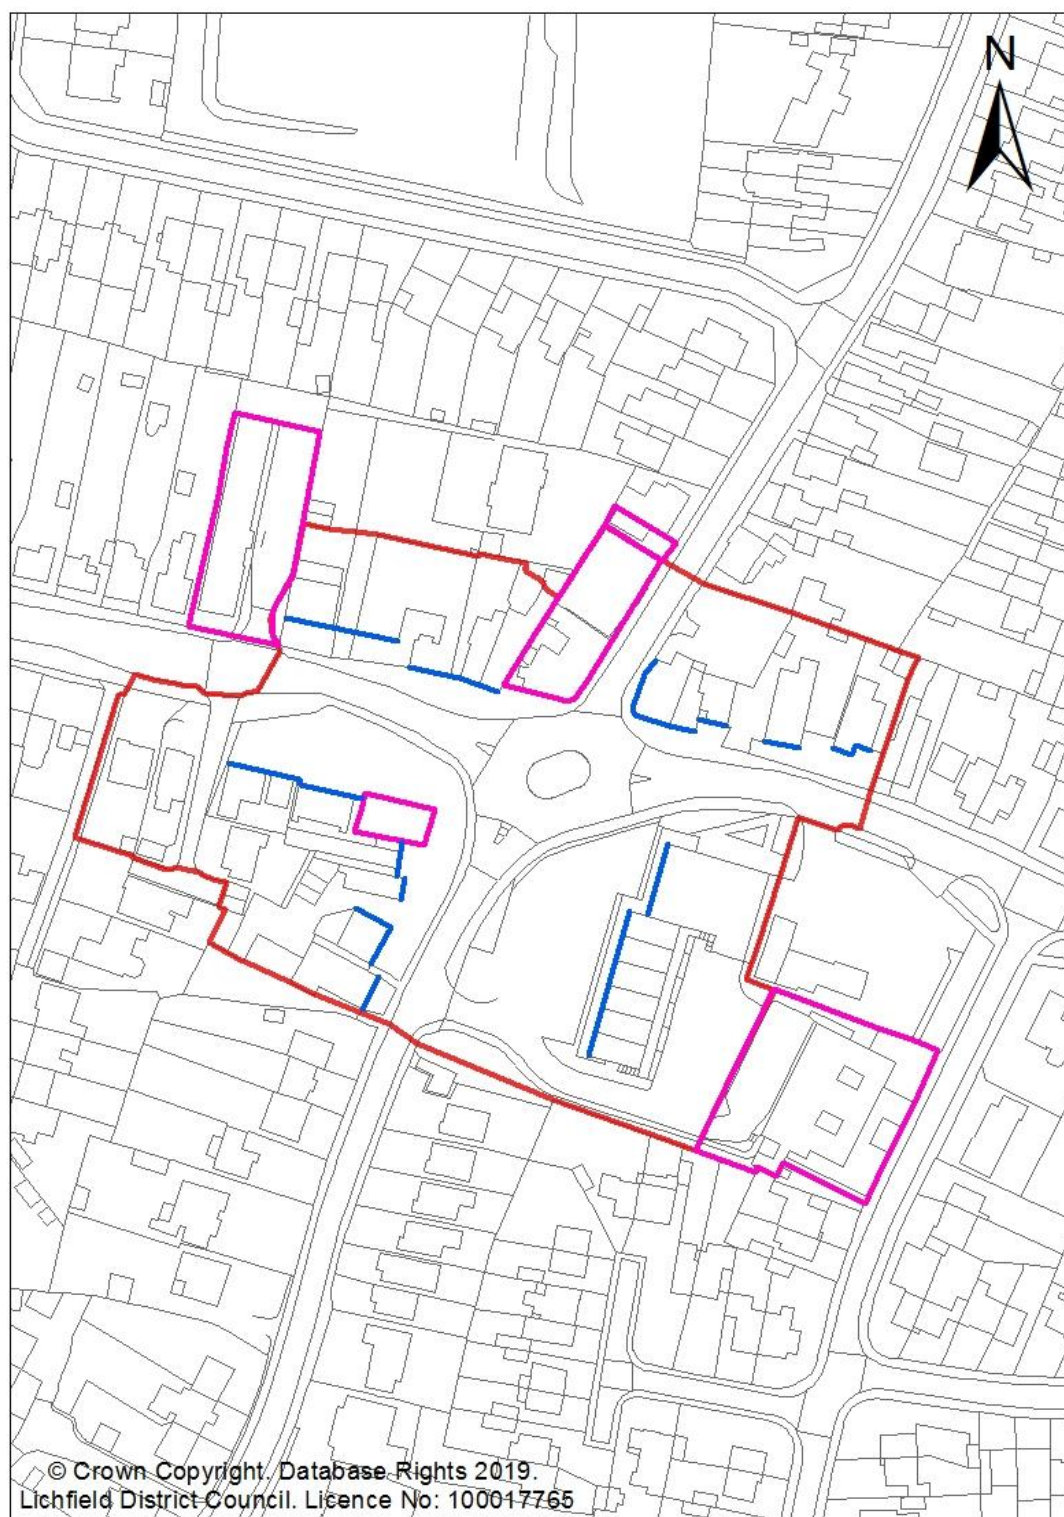 N
© Crown Copyright. Database Rights 2019.
Lichfield District Council. Licence No: 100017765